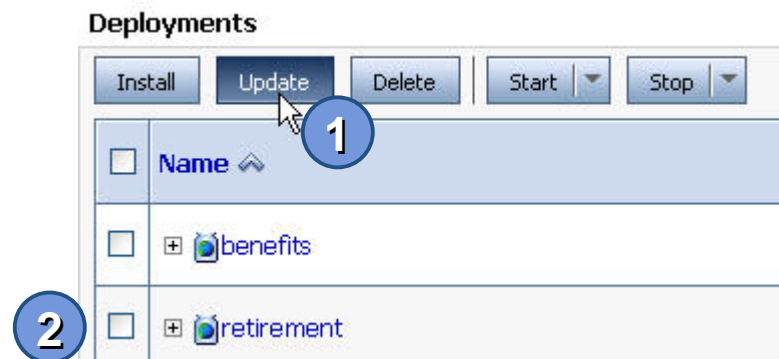 Deployments
Install Update Delete Start Stop
1
Name
benefits
2 retirement